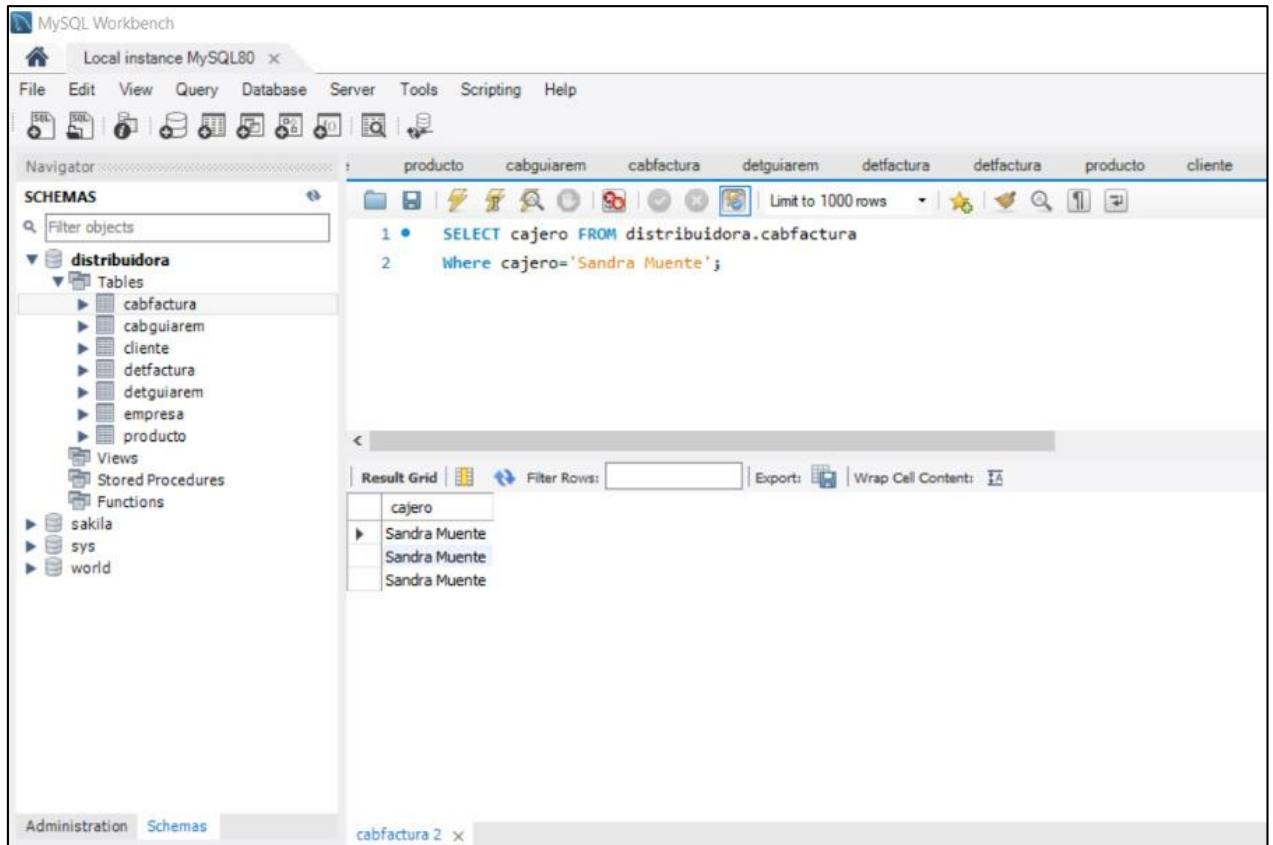 MySQL Workbench
Local instance MySQL80 ×
File Edit View Query Database Server Tools Scripting Help
Navigator
SCHEMAS
Filter objects
distribuidora
Tables
cabfactura
cabguiarem
cliente
detfactura
detguiarem
empresa
producto
Views
Stored Procedures
Functions
sakila
sys
world
Administration Schemas
producto cabguiarem cabfactura detguiarem detfactura detfactura producto cliente
Limit to 1000 rows
1 SELECT cajero FROM distribuidora.cabfactura
2 Where cajero='Sandra Muente';
Result Grid Filter Rows: Export: Wrap Cell Content:
cajero
Sandra Muente
Sandra Muente
Sandra Muente
cabfactura 2 ×